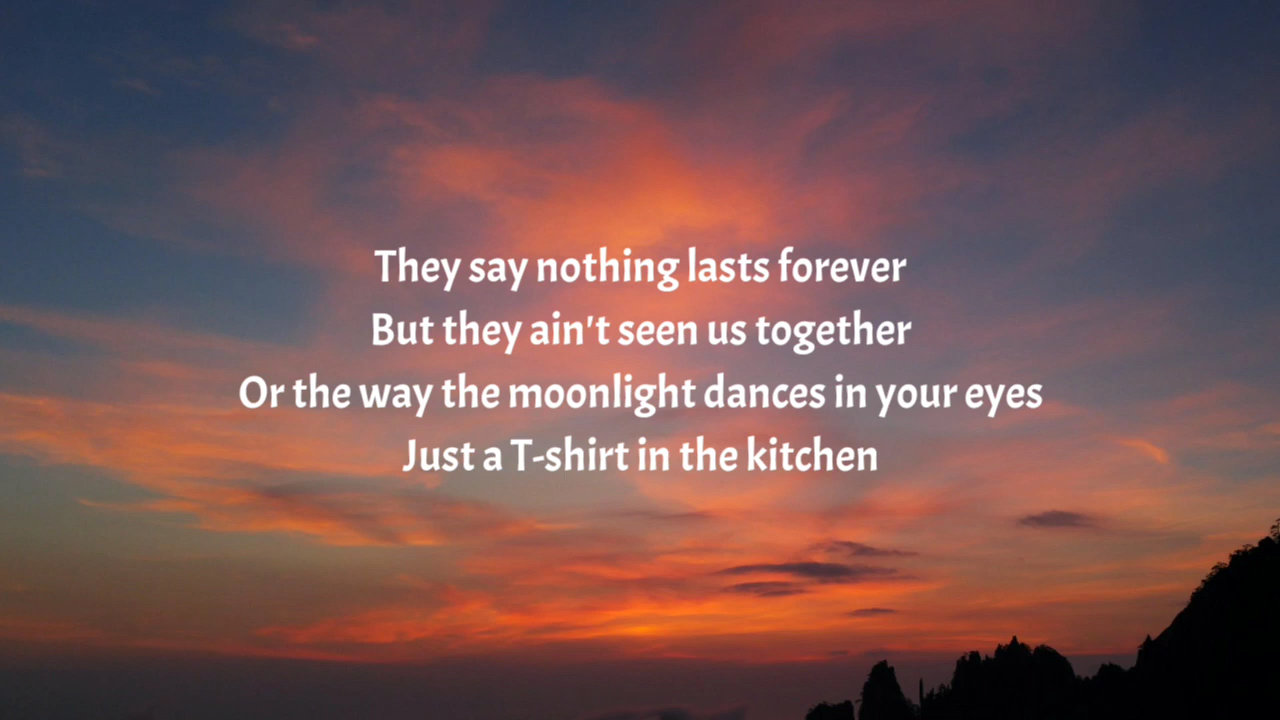 They say nothing lasts forever
But they ain't seen us together
Or the way the moonlight dances in your eyes
Just a T-shirt in the kitchen